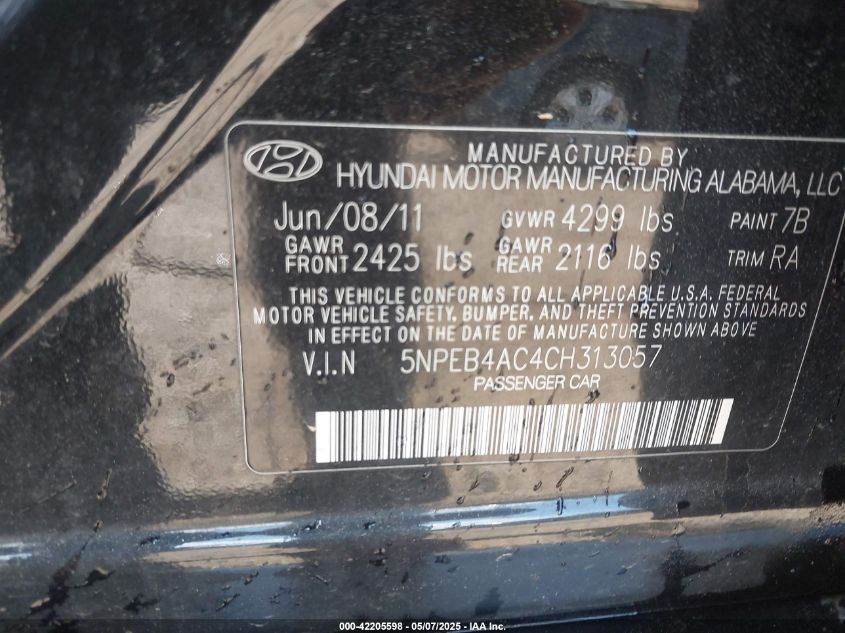 MANUFACTURED BY
HYUNDAI MOTOR MANUFACTURING ALABAMA, LLC
Jun/08/11 GVWR 4299 lbs PAINT 7B
GAWR FRONT 2425 lbs GAWR REAR 2116 lbs TRIM RA
THIS VEHICLE CONFORMS TO ALL APPLICABLE U.S.A. FEDERAL
MOTOR VEHICLE SAFETY, BUMPER, AND THEFT PREVENTION STANDARDS
IN EFFECT ON THE DATE OF MANUFACTURE SHOWN ABOVE
V.I.N 5NPEB4AC4CH313057
PASSENGER CAR
000-42205598 - 05/07/2025 - IAA Inc.